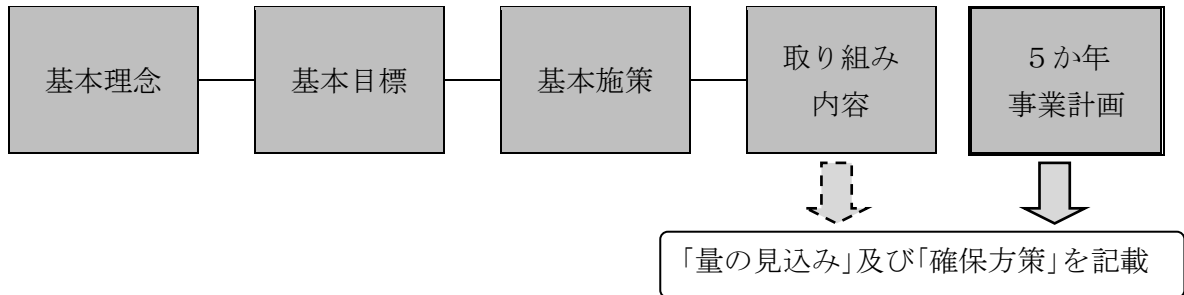 基本理念
基本目標
基本施策
取り組み
内容
５か年
事業計画
「量の見込み」及び「確保方策」を記載